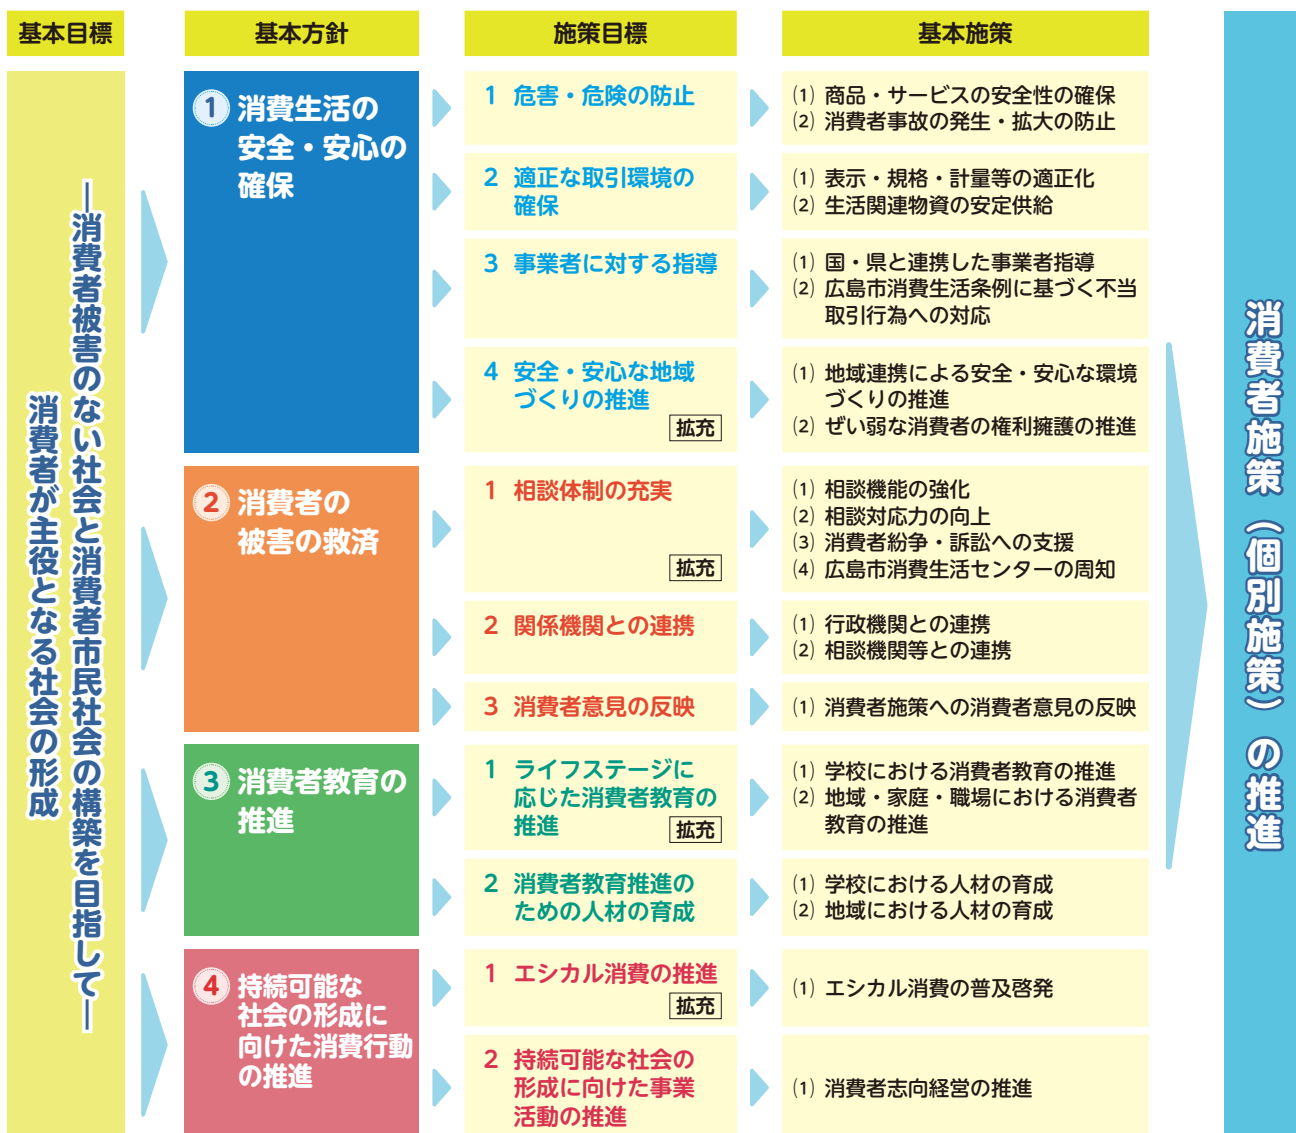 基本目標
基本方針
施策目標
基本施策
消費者が主役となる社会の形成
―消費者被害のない社会と消費者市民社会の構築を目指して―
1 消費生活の
安全・安心の
確保
1 危害・危険の防止
(1) 商品・サービスの安全性の確保
(2) 消費者事故の発生・拡大の防止
2 適正な取引環境の
確保
(1) 表示・規格・計量等の適正化
(2) 生活関連物資の安定供給
3 事業者に対する指導
(1) 国・県と連携した事業者指導
(2) 広島市消費生活条例に基づく不当
取引行為への対応
4 安全・安心な地域
づくりの推進
拡充
(1) 地域連携による安全・安心な環境
づくりの推進
(2) ぜい弱な消費者の権利擁護の推進
2 消費者の
被害の救済
1 相談体制の充実
拡充
(1) 相談機能の強化
(2) 相談対応力の向上
(3) 消費者紛争・訴訟への支援
(4) 広島市消費生活センターの周知
2 関係機関との連携
(1) 行政機関との連携
(2) 相談機関等との連携
3 消費者意見の反映
(1) 消費者施策への消費者意見の反映
3 消費者教育の
推進
1 ライフステージに
応じた消費者教育の
推進 拡充
(1) 学校における消費者教育の推進
(2) 地域・家庭・職場における消費者
教育の推進
2 消費者教育推進の
ための人材の育成
(1) 学校における人材の育成
(2) 地域における人材の育成
4 持続可能な
社会の形成に
向けた消費行動
の推進
1 エシカル消費の推進
拡充
(1) エシカル消費の普及啓発
2 持続可能な社会の
形成に向けた事業
活動の推進
(1) 消費者志向経営の推進
消費者施策（個別施策）の推進